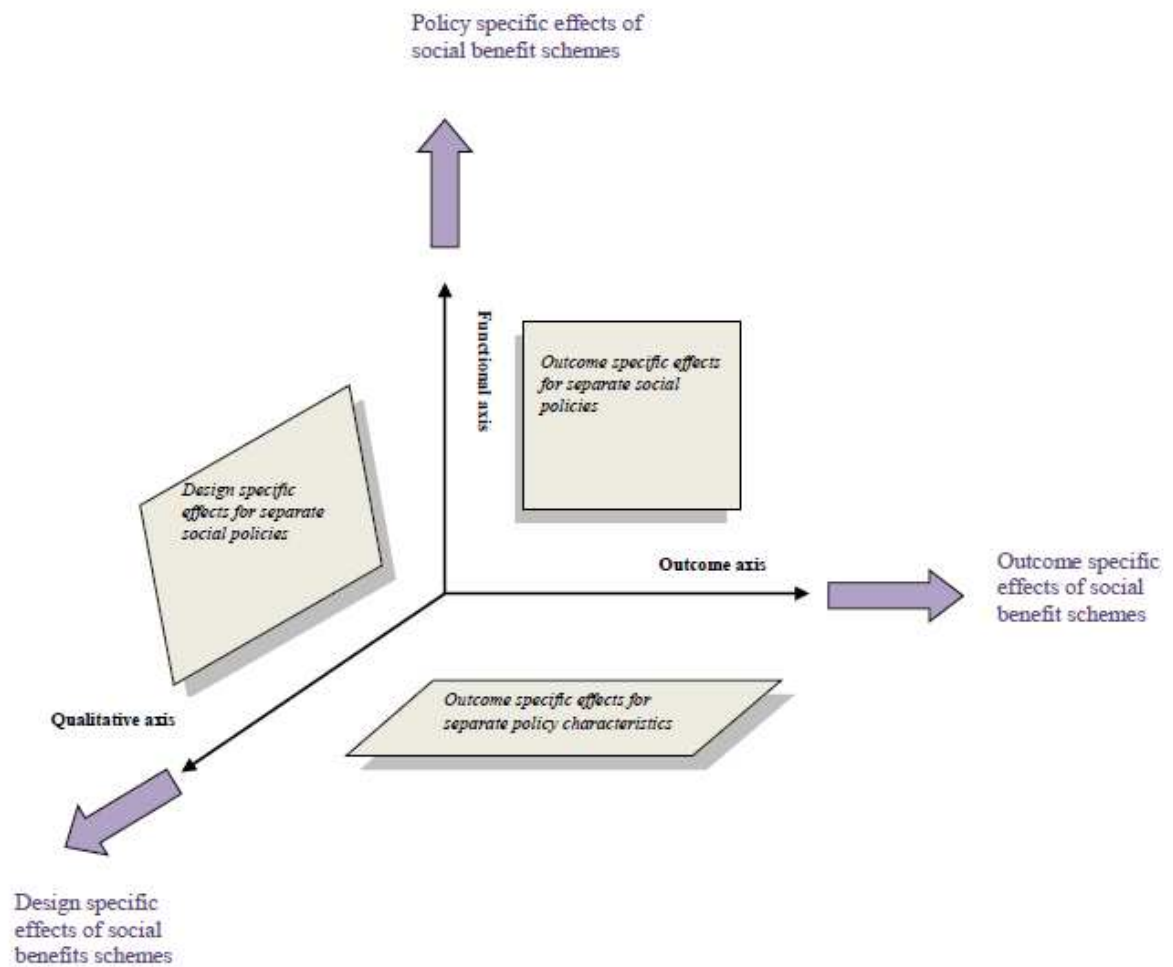 Policy specific effects of
social benefit schemes
Functional axis
Outcome specific effects
for separate social
policies
Design specific
effects for separate
social policies
Outcome axis
Outcome specific
effects of social
benefit schemes
Outcome specific effects for
separate policy characteristics
Qualitative axis
Design specific
effects of social
benefits schemes